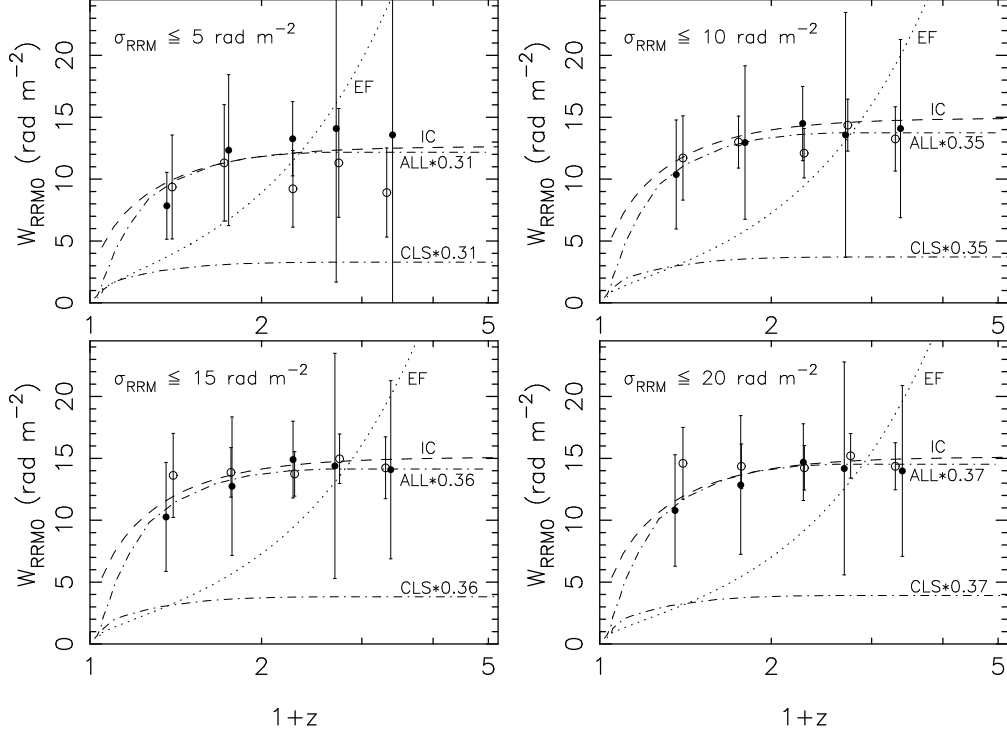 σRRM ≦ 5 rad m−2
EF
IC
ALL*0.31
CLS*0.31
WRRM0 (rad m−2)
0 5 10 15 20
1 2 5
σRRM ≦ 10 rad m−2
EF
IC
ALL*0.35
CLS*0.35
WRRM0 (rad m−2)
0 5 10 15 20
1 2 5
σRRM ≦ 15 rad m−2
EF
IC
ALL*0.36
CLS*0.36
WRRM0 (rad m−2)
0 5 10 15 20
1 2 5
1+z
σRRM ≦ 20 rad m−2
EF
IC
ALL*0.37
CLS*0.37
WRRM0 (rad m−2)
0 5 10 15 20
1 2 5
1+z